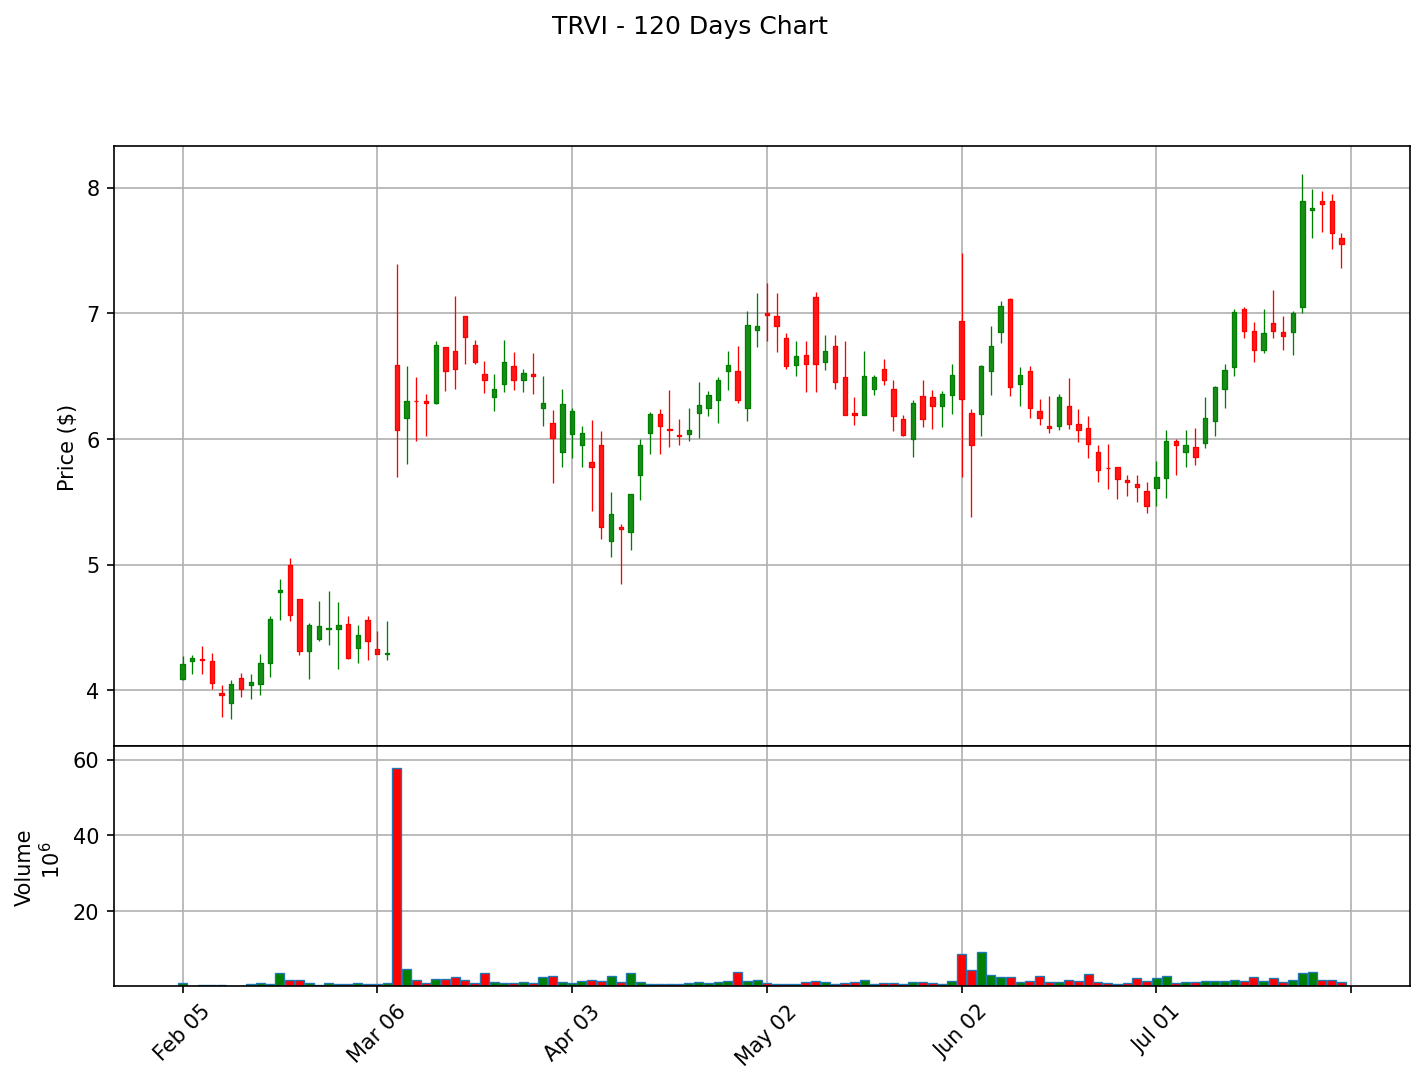 TRVI - 120 Days Chart
Price ($)
8
7
6
5
4
Volume
10⁶
60
40
20
Feb 05
Mar 06
Apr 03
May 02
Jun 02
Jul 01